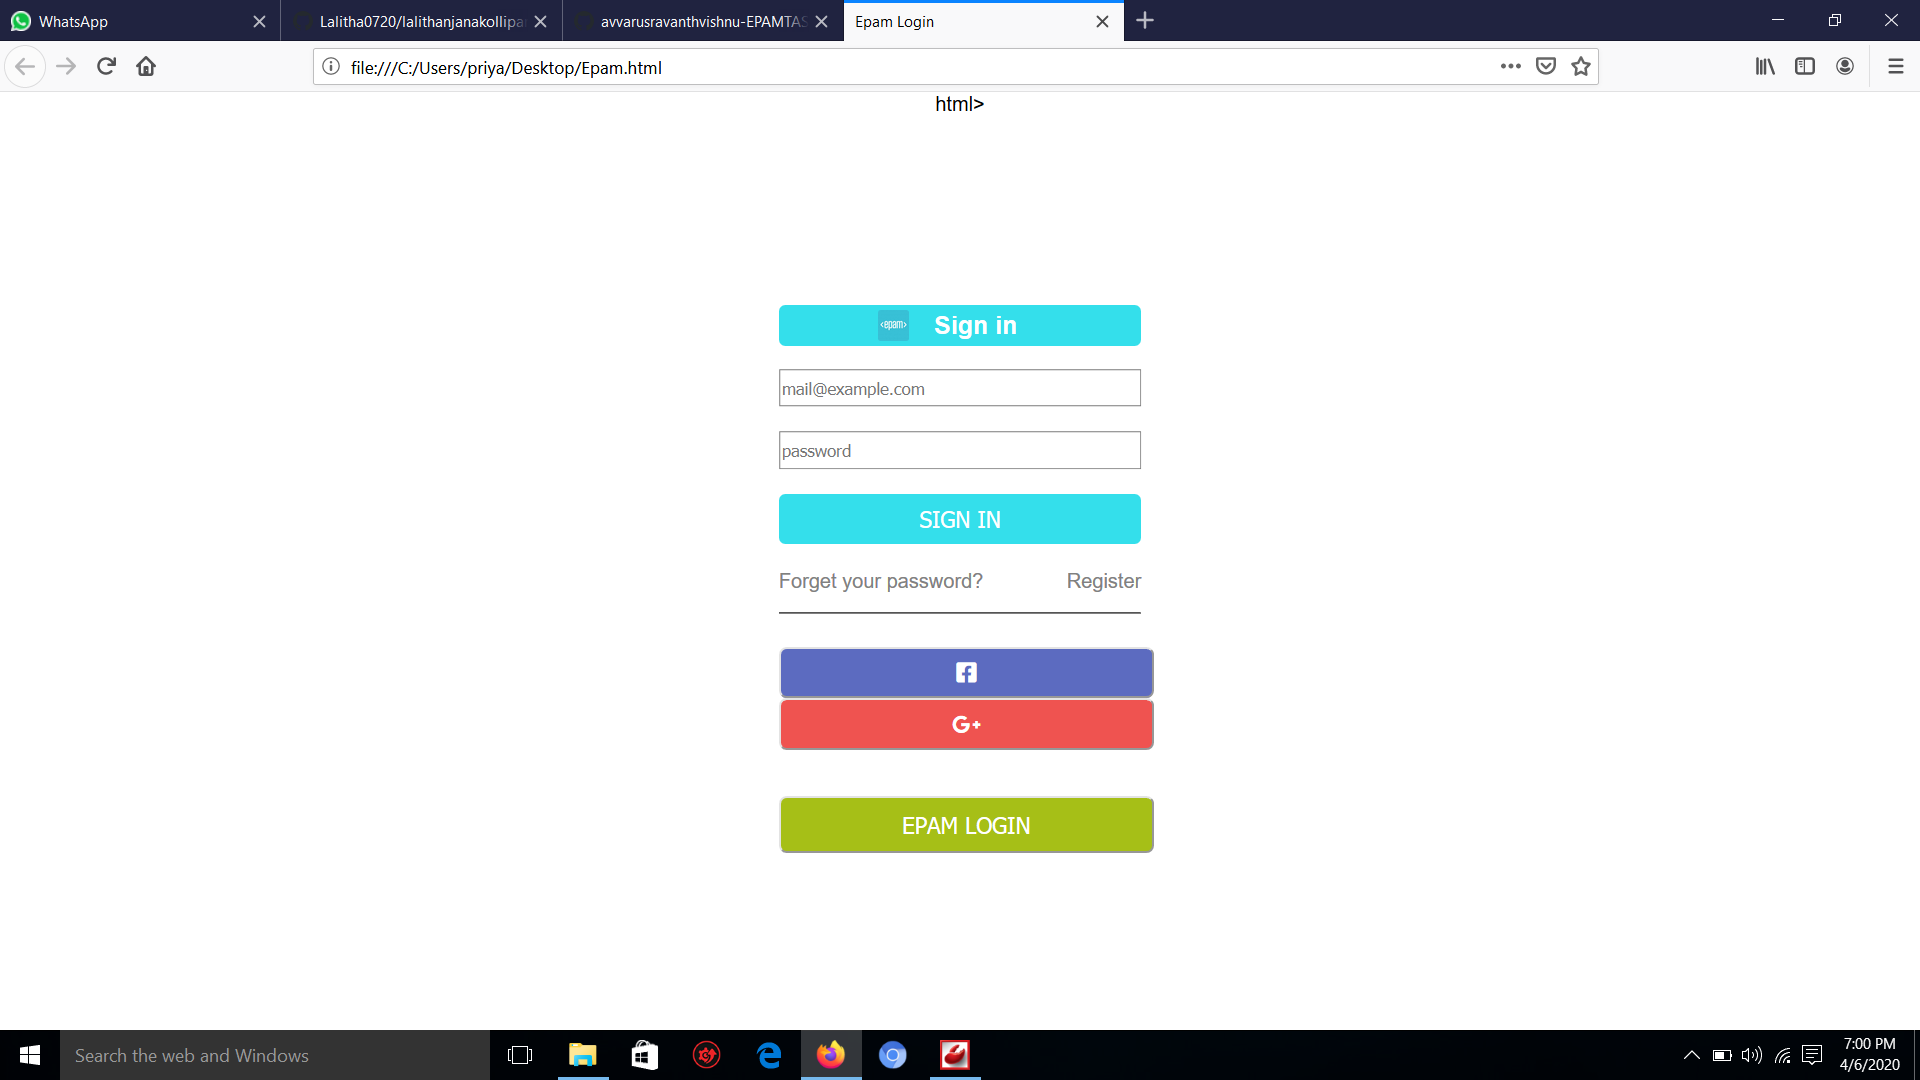 WhatsApp
Lalitha0720/lalithanjanakollipa
avvarusravanthvishnu-EPAMTAS
Epam Login
file:///C:/Users/priya/Desktop/Epam.html
html>
<epam> Sign in
mail@example.com
password
SIGN IN
Forget your password? Register
G+
EPAM LOGIN
Search the web and Windows
7:00 PM
4/6/2020